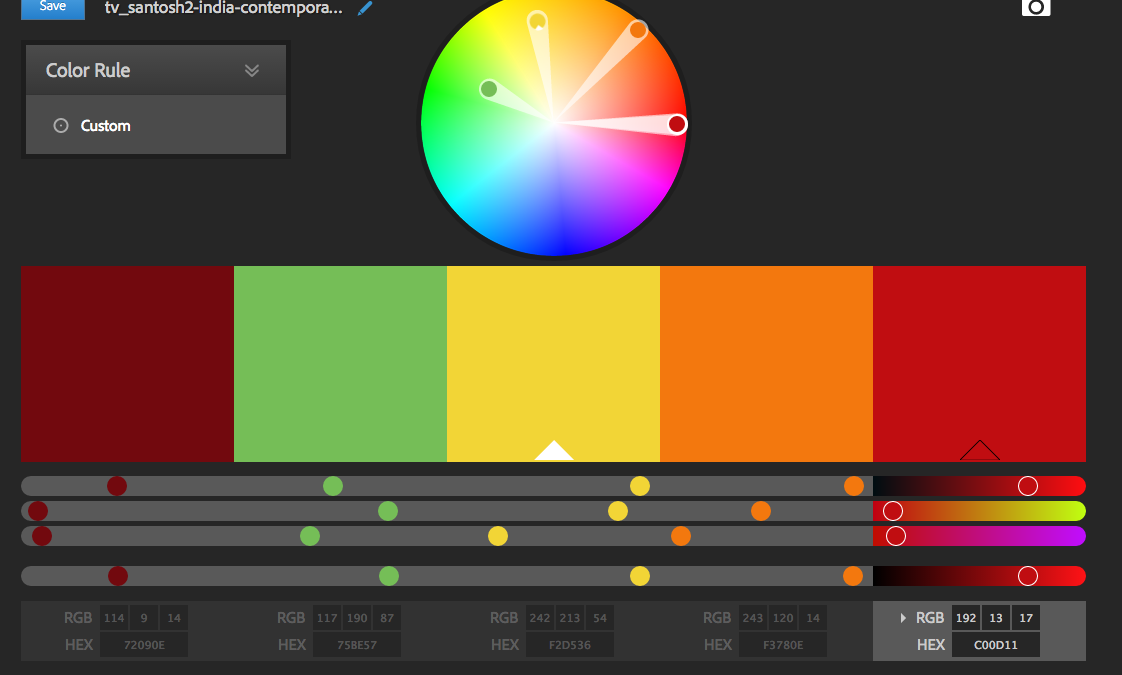 Save tv_santosh2-india-contempora...
Color Rule
Custom
RGB 114 9 14 RGB 117 190 87 RGB 242 213 54 RGB 243 120 14 RGB 192 13 17
HEX 72090E HEX 75BE57 HEX F2D536 HEX F3780E HEX C00D11